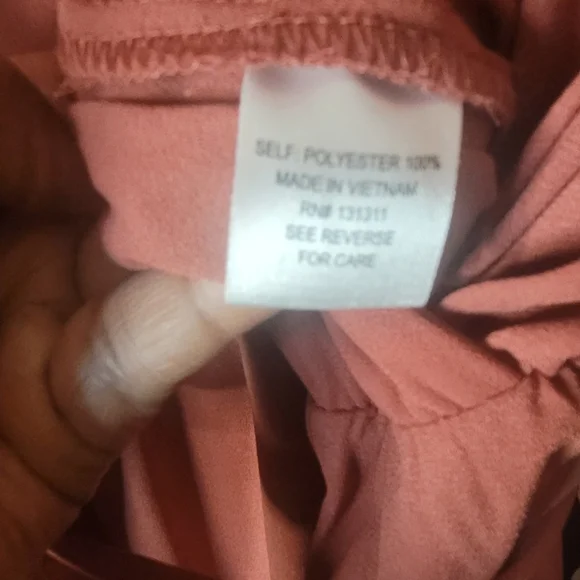 SELF: POLYESTER 100%
MADE IN VIETNAM
RN# 131311
SEE REVERSE
FOR CARE